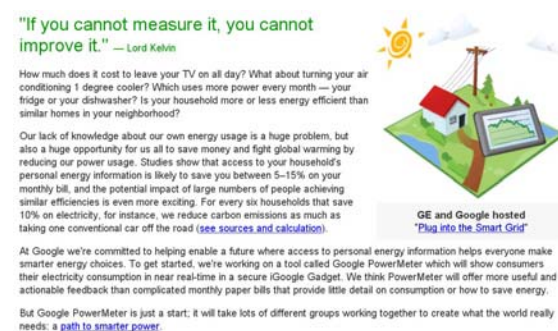 "If you cannot measure it, you cannot
improve it." — Lord Kelvin
How much does it cost to leave your TV on all day? What about turning your air
conditioning 1 degree cooler? Which uses more power every month — your
fridge or your dishwasher? Is your household more or less energy efficient than
similar homes in your neighborhood?
Our lack of knowledge about our own energy usage is a huge problem, but
also a huge opportunity for us all to save money and fight global warming by
reducing our power usage. Studies show that access to your household's
personal energy information is likely to save you between 5–15% on your
monthly bill, and the potential impact of large numbers of people achieving
similar efficiencies is even more exciting. For every six households that save
10% on electricity, for instance, we reduce carbon emissions as much as
taking one conventional car off the road (see sources and calculation).
GE and Google hosted
"Plug into the Smart Grid"
At Google we're committed to helping enable a future where access to personal energy information helps everyone make
smarter energy choices. To get started, we're working on a tool called Google PowerMeter which will show consumers
their electricity consumption in near real-time in a secure iGoogle Gadget. We think PowerMeter will offer more useful and
actionable feedback than complicated monthly paper bills that provide little detail on consumption or how to save energy.
But Google PowerMeter is just a start; it will take lots of different groups working together to create what the world really
needs: a path to smarter power.